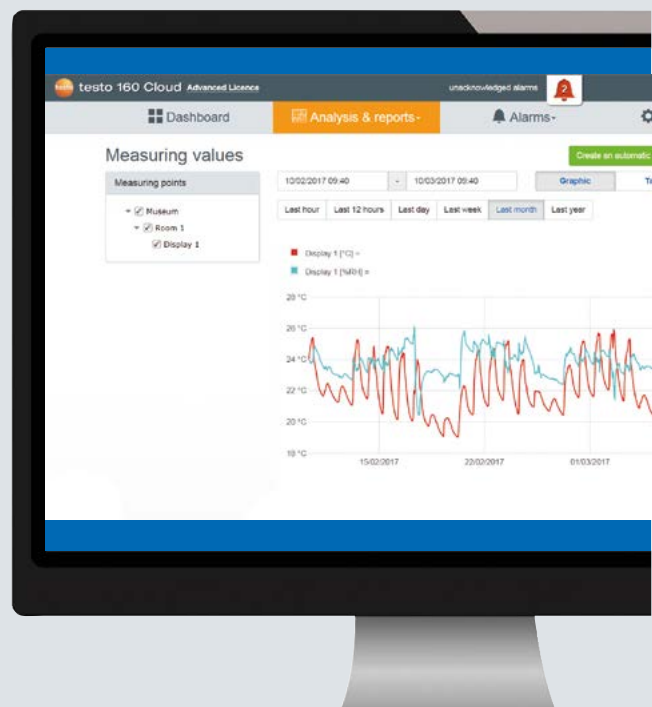 testo testo 160 Cloud Advanced Licence
unacknowledged alarms
2
Dashboard
Analysis & reports
Alarms
Measuring values
Create an automatic
Measuring points
Museum
Room 1
Display 1
10/02/2017 09:40 - 10/03/2017 09:40
Graphic
Last hour Last 12 hours Last day Last week Last month Last year
Display 1 [°C]
Display 1 [%RH]
28 °C
26 °C
24 °C
22 °C
20 °C
18 °C
15/02/2017 22/02/2017 01/03/2017